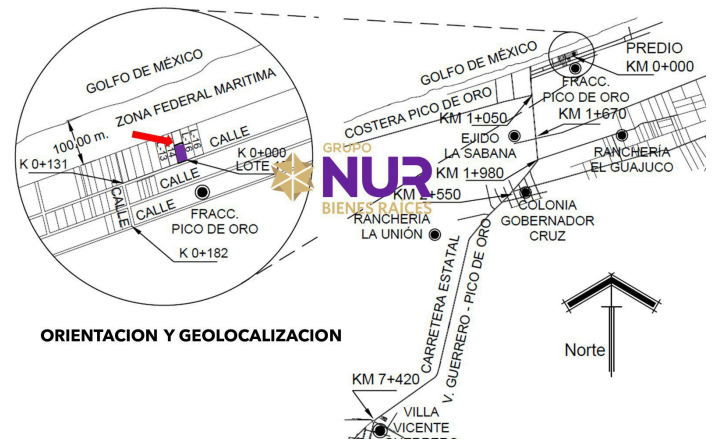 GOLFO DE MÉXICO
ZONA FEDERAL MARITIMA
100.00 m.
CALLE
K 0+131
K 0+000
LOTE
CALLE
CALLE
CALLE
FRACC.
PICO DE ORO
K 0+182
GRUPO
NUR
BIENES RAÍCES
GOLFO DE MÉXICO
PREDIO
KM 0+000
FRACC.
PICO DE ORO
COSTERA PICO DE ORO
KM 1+050
KM 1+670
EJIDO
LA SABANA
RANCHERÍA
EL GUAJUCO
KM 1+980
KM 2+550
COLONIA
GOBERNADOR
CRUZ
RANCHERÍA
LA UNIÓN
CARRETERA ESTATAL
V. GUERRERO - PICO DE ORO
ORIENTACION Y GEOLOCALIZACION
Norte
KM 7+420
VILLA
VICENTE
GUERRERO